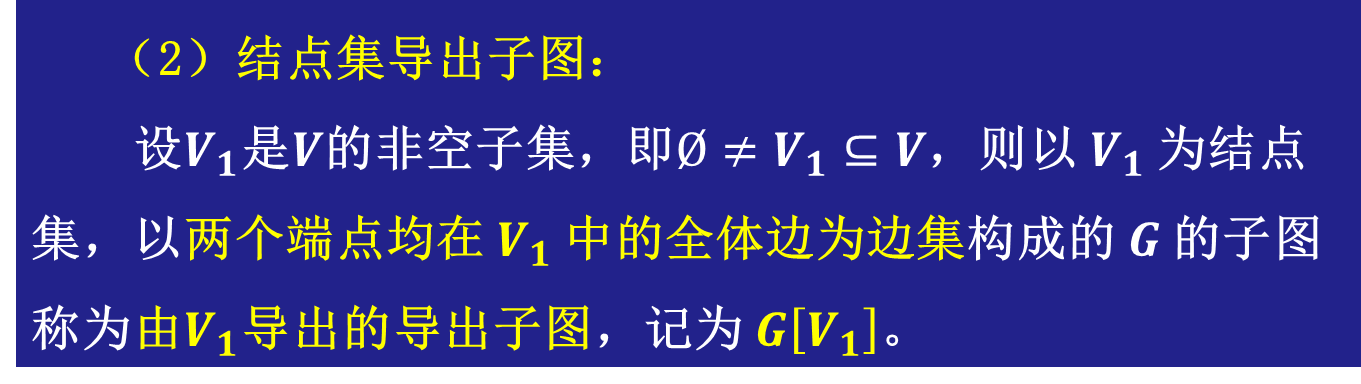 （2）结点集导出子图：
设V₁是V的非空子集，即∅ ≠ V₁ ⊆ V，则以 V₁ 为结点
集，以两个端点均在 V₁ 中的全体边为边集构成的 G 的子图
称为由V₁导出的导出子图，记为 G[V₁]。